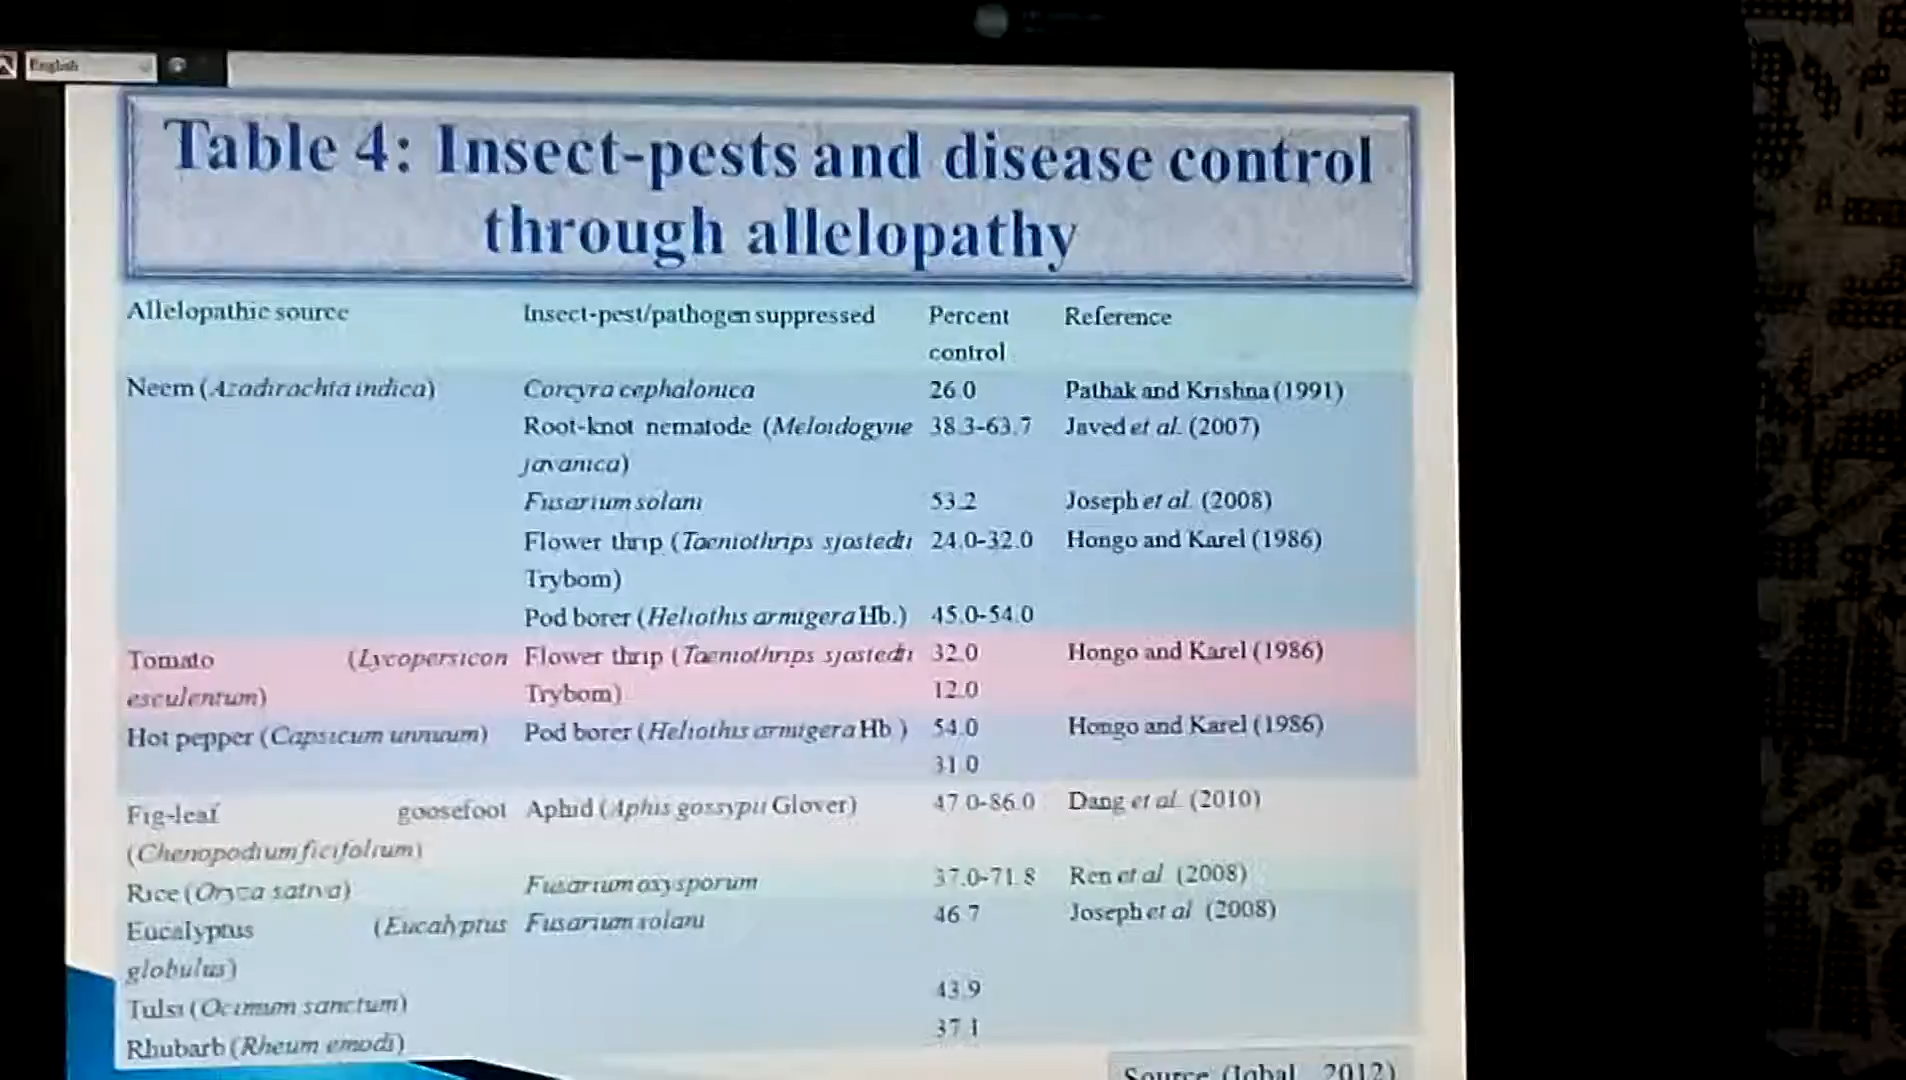 English
Table 4: Insect-pests and disease control
through allelopathy
Allelopathic source Insect-pest/pathogen suppressed Percent control Reference
Neem (Azadirachta indica) Corcyra cephalonica 26.0 Pathak and Krishna (1991)
Root-knot nematode (Meloidogyne 38.3-63.7 Javed et al. (2007)
javanica)
Fusarium solani 53.2 Joseph et al. (2008)
Flower thrip (Taeniothrips sjostedti 24.0-32.0 Hongo and Karel (1986)
Trybom)
Pod borer (Heliothis armigera Hb.) 45.0-54.0
Tomato (Lycopersicon Flower thrip (Taeniothrips sjostedti 32.0 Hongo and Karel (1986)
esculentum) Trybom) 12.0
Hot pepper (Capsicum unnuum) Pod borer (Heliothis armigera Hb.) 54.0 Hongo and Karel (1986)
31.0
Fig-leaf goosefoot Aphid (Aphis gossypii Glover) 47.0-86.0 Dang et al. (2010)
(Chenopodium ficifolium)
Rice (Oryza sativa) Fusarium oxysporum 37.0-71.8 Ren et al. (2008)
Eucalyptus (Eucalyptus Fusarium solani 46.7 Joseph et al. (2008)
globulus)
Tulsi (Ocimum sanctum) 43.9
Rhubarb (Rheum emodi) 37.1
Source (Iqbal, 2012)